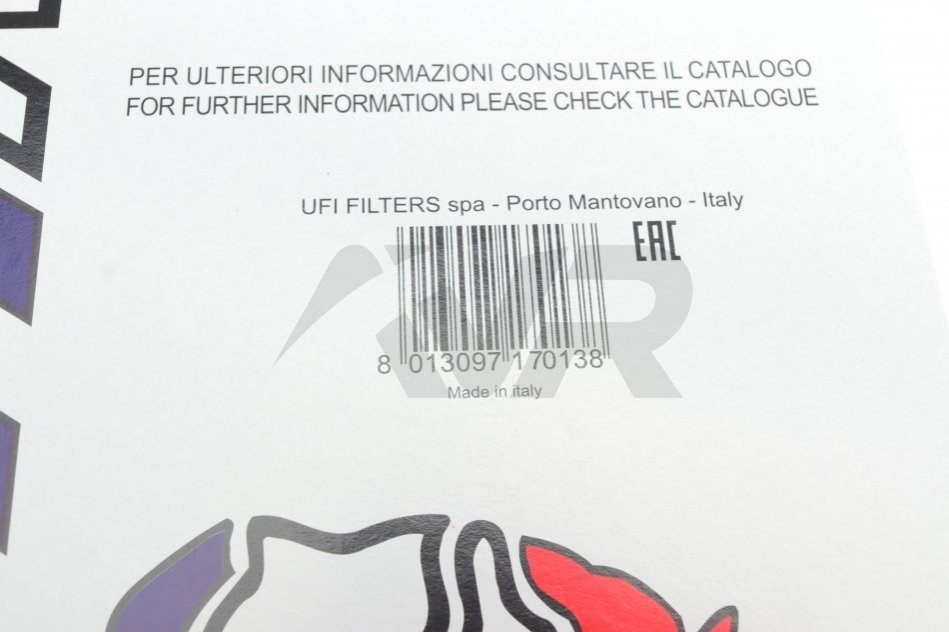 PER ULTERIORI INFORMAZIONI CONSULTARE IL CATALOGO
FOR FURTHER INFORMATION PLEASE CHECK THE CATALOGUE
UFI FILTERS spa - Porto Mantovano - Italy
EAC
8 013097 170138
Made in italy